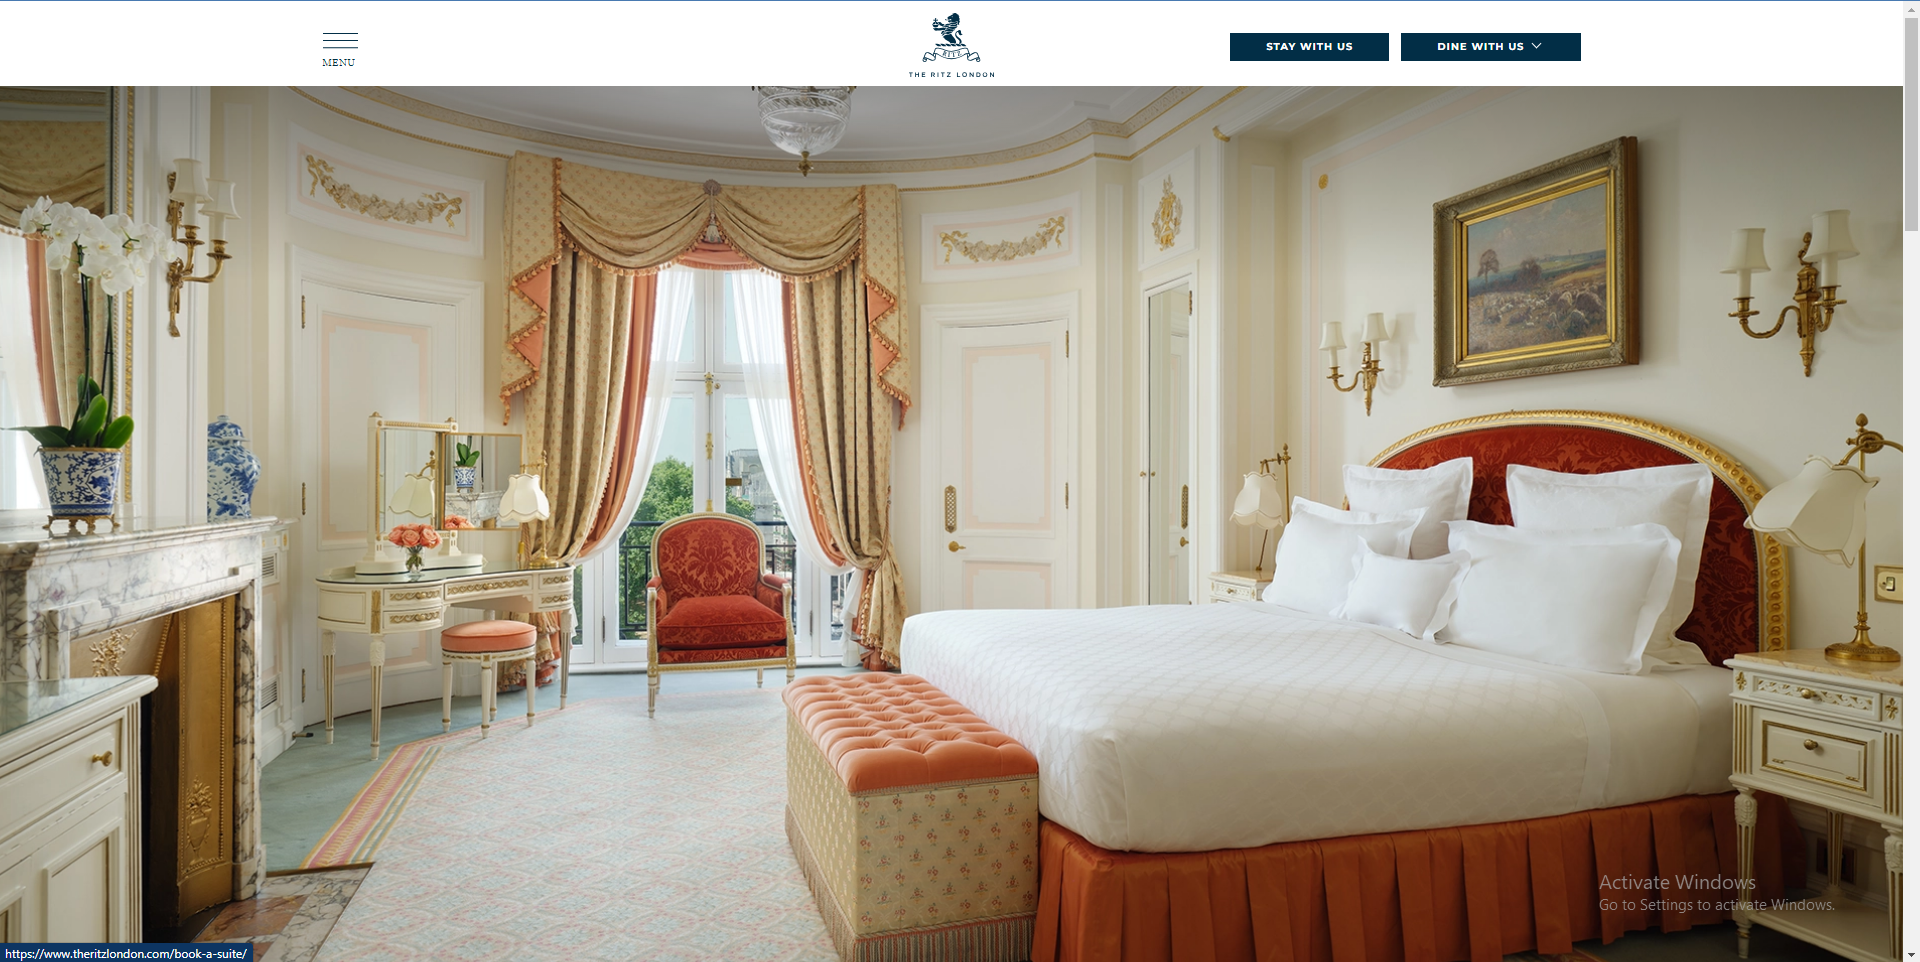 MENU
RITZ
THE RITZ LONDON
STAY WITH US
DINE WITH US
Activate Windows
Go to Settings to activate Windows.
https://www.theritzlondon.com/book-a-suite/